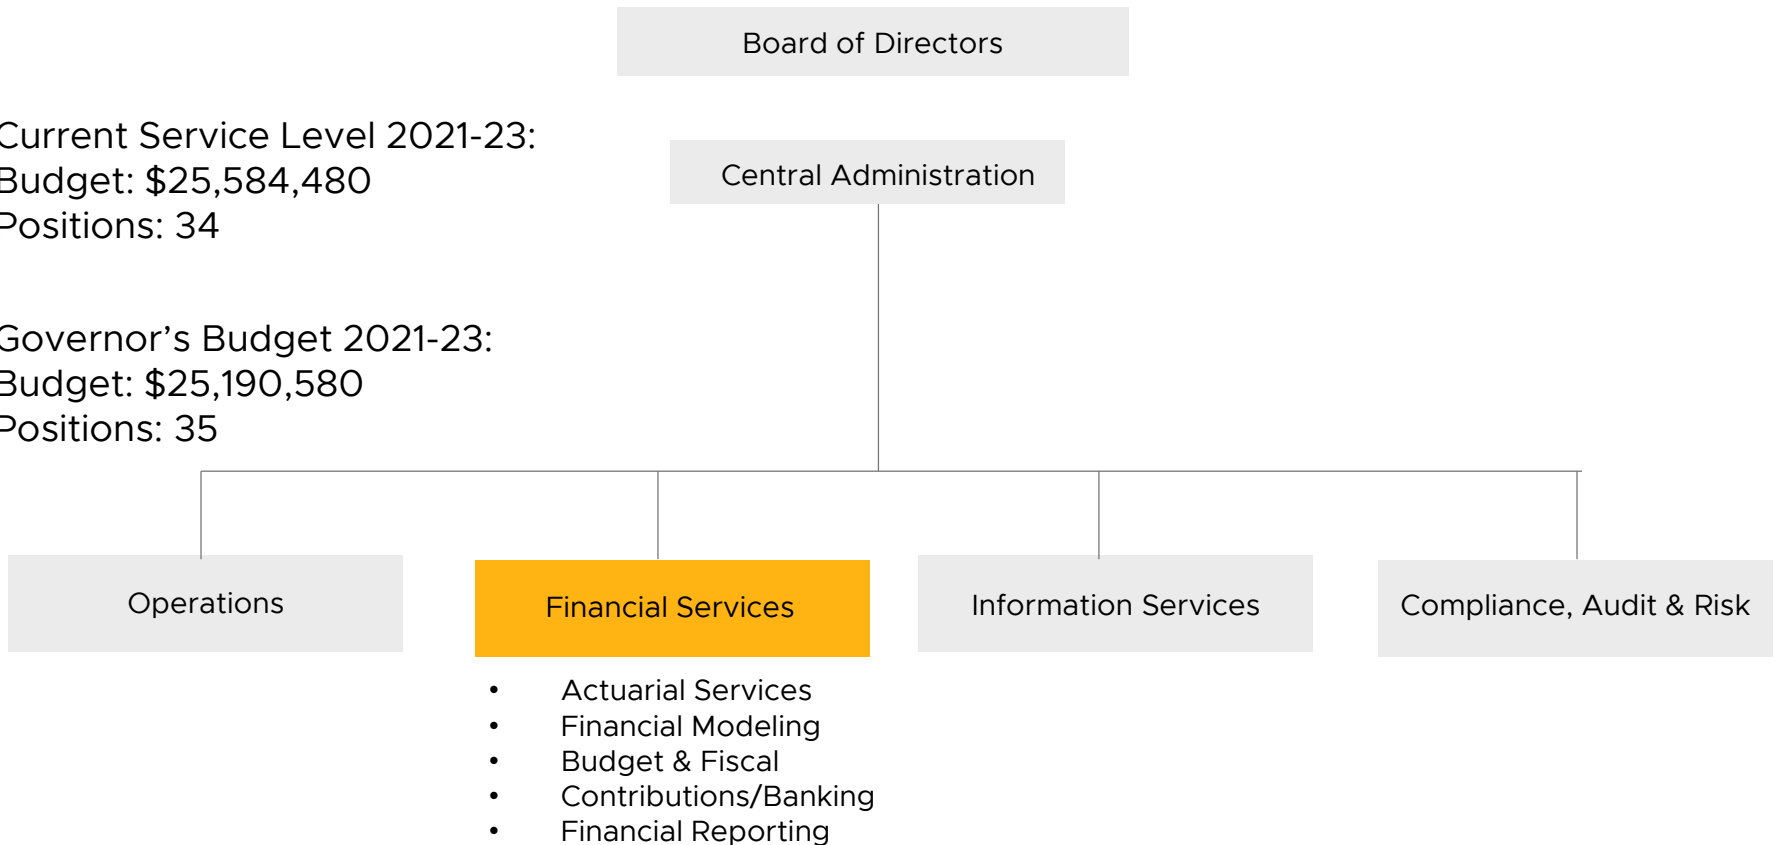 Board of Directors
Current Service Level 2021-23:
Budget: $25,584,480
Positions: 34
Central Administration
Governor’s Budget 2021-23:
Budget: $25,190,580
Positions: 35
Operations
Financial Services
Information Services
Compliance, Audit & Risk
• Actuarial Services
• Financial Modeling
• Budget & Fiscal
• Contributions/Banking
• Financial Reporting